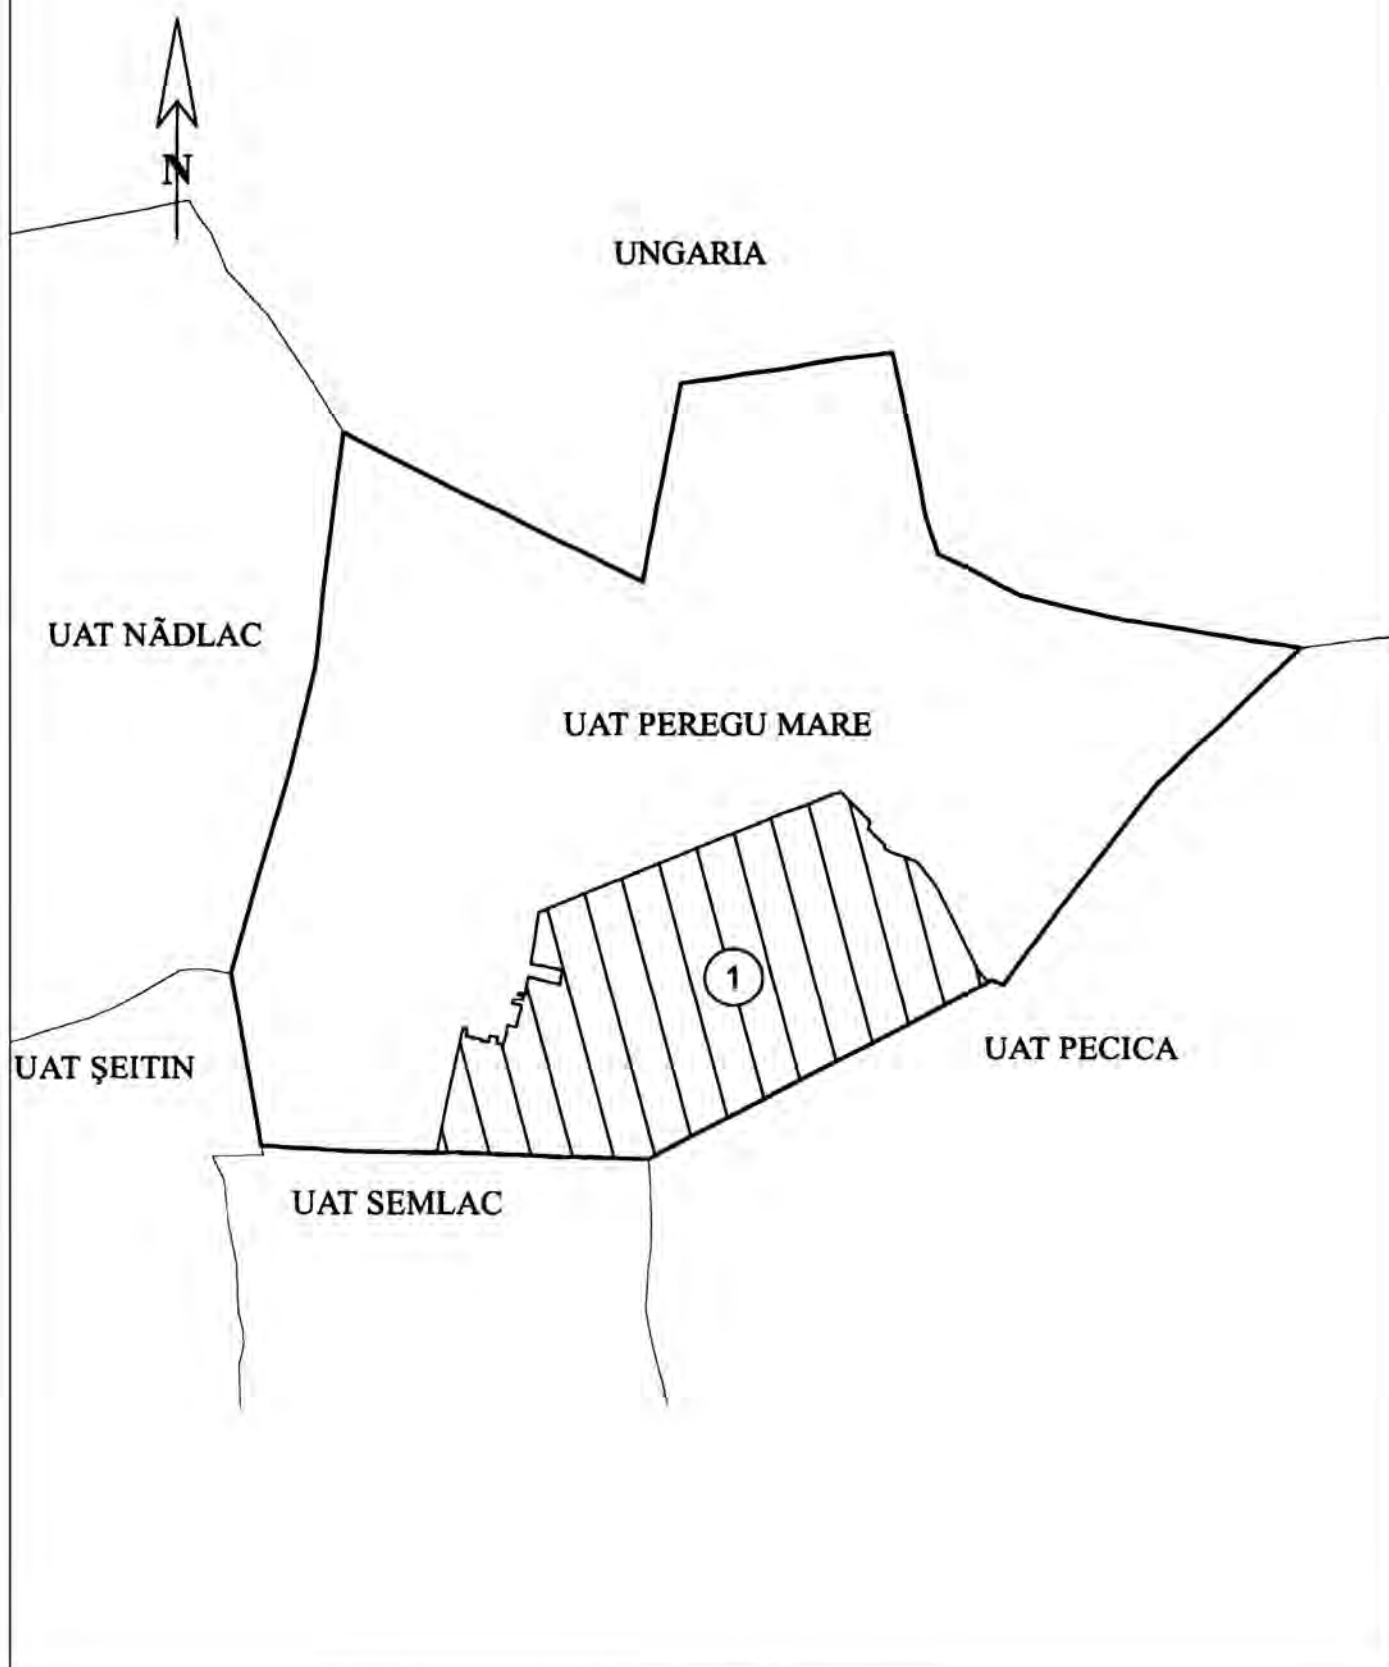 N
UNGARIA
UAT NÃDLAC
UAT PEREGU MARE
1
UAT PECICA
UAT ŞEITIN
UAT SEMLAC